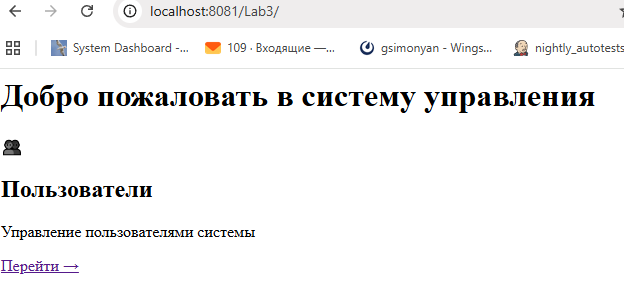 localhost:8081/Lab3/
System Dashboard -... 109 · Входящие —... gsimonyan - Wings... nightly_autotests
Добро пожаловать в систему управления
Пользователи
Управление пользователями системы
Перейти →